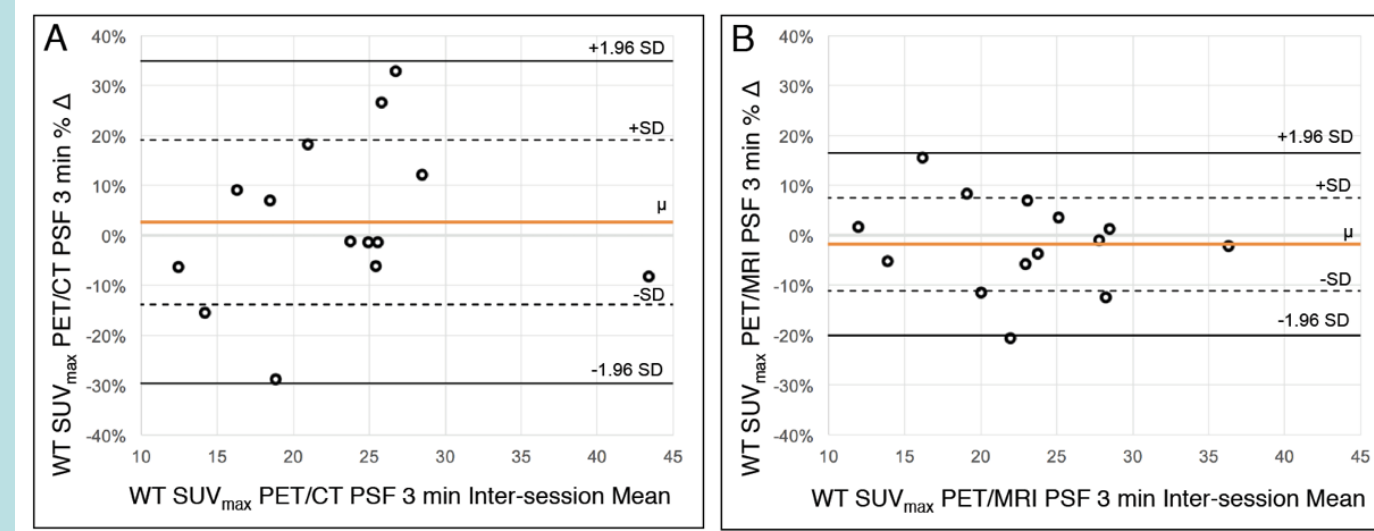 A
WT SUVmax PET/CT PSF 3 min % Δ
40%
30%
20%
10%
0%
-10%
-20%
-30%
-40%
+1.96 SD
+SD
μ
-SD
-1.96 SD
10 15 20 25 30 35 40 45
WT SUVmax PET/CT PSF 3 min Inter-session Mean
B
WT SUVmax PET/MRI PSF 3 min % Δ
40%
30%
20%
10%
0%
-10%
-20%
-30%
-40%
+1.96 SD
+SD
μ
-SD
-1.96 SD
10 15 20 25 30 35 40 45
WT SUVmax PET/MRI PSF 3 min Inter-session Mean